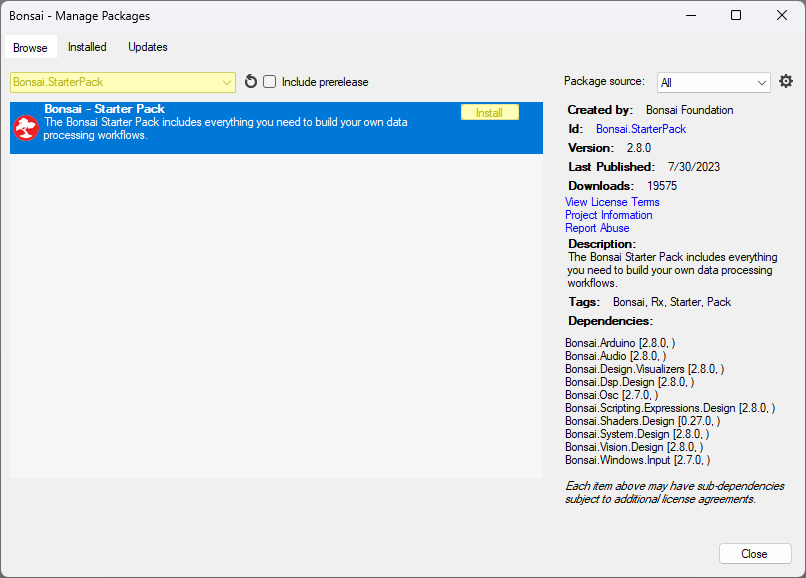 Bonsai - Manage Packages
Browse Installed Updates
Bonsai.StarterPack Include prerelease Package source: All
Bonsai - Starter Pack Install
The Bonsai Starter Pack includes everything you need to build your own data
processing workflows.
Created by: Bonsai Foundation
Id: Bonsai.StarterPack
Version: 2.8.0
Last Published: 7/30/2023
Downloads: 19575
View License Terms
Project Information
Report Abuse
Description:
The Bonsai Starter Pack includes everything
you need to build your own data processing
workflows.
Tags: Bonsai, Rx, Starter, Pack
Dependencies:
Bonsai.Arduino [2.8.0, )
Bonsai.Audio [2.8.0, )
Bonsai.Design.Visualizers [2.8.0, )
Bonsai.Dsp.Design [2.8.0, )
Bonsai.Osc [2.7.0, )
Bonsai.Scripting.Expressions.Design [2.8.0, )
Bonsai.Shaders.Design [0.27.0, )
Bonsai.System.Design [2.8.0, )
Bonsai.Vision.Design [2.8.0, )
Bonsai.Windows.Input [2.7.0, )
Each item above may have sub-dependencies
subject to additional license agreements.
Close